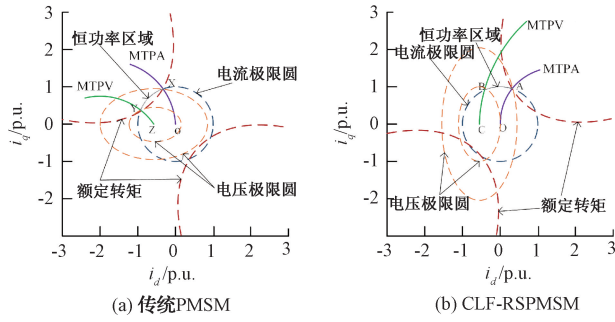 3
2
1
0
-1
-2
-3
-2
-1
0
1
2
3
i_q/p.u.
i_d/p.u.
恒功率区域
MTPA
MTPV
电流极限圆
X
Y
Z
O
额定转矩
电压极限圆
(a) 传统PMSM
3
2
1
0
-1
-2
-3
-2
-1
0
1
2
3
i_q/p.u.
i_d/p.u.
恒功率区域
MTPV
电流极限圆
MTPA
B
A
C
O
电压极限圆
额定转矩
(b) CLF-RSPMSM